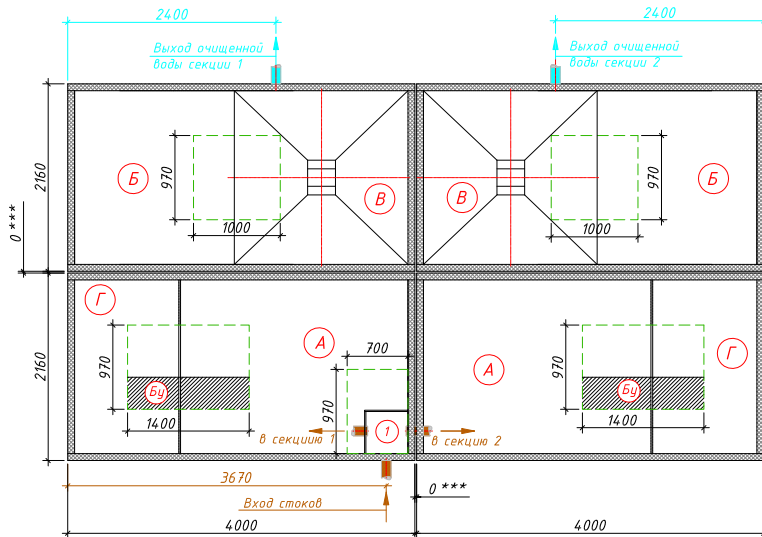 2400
2400
Выход очищенной
воды секции 1
Выход очищенной
воды секции 2
2160
970
1000
Б
В
В
970
1000
Б
0 ***
2160
Г
970
Бу
1400
А
700
970
1
в секциию 1
в секцию 2
А
970
Бу
1400
Г
3670
Вход стоков
0 ***
4000
4000